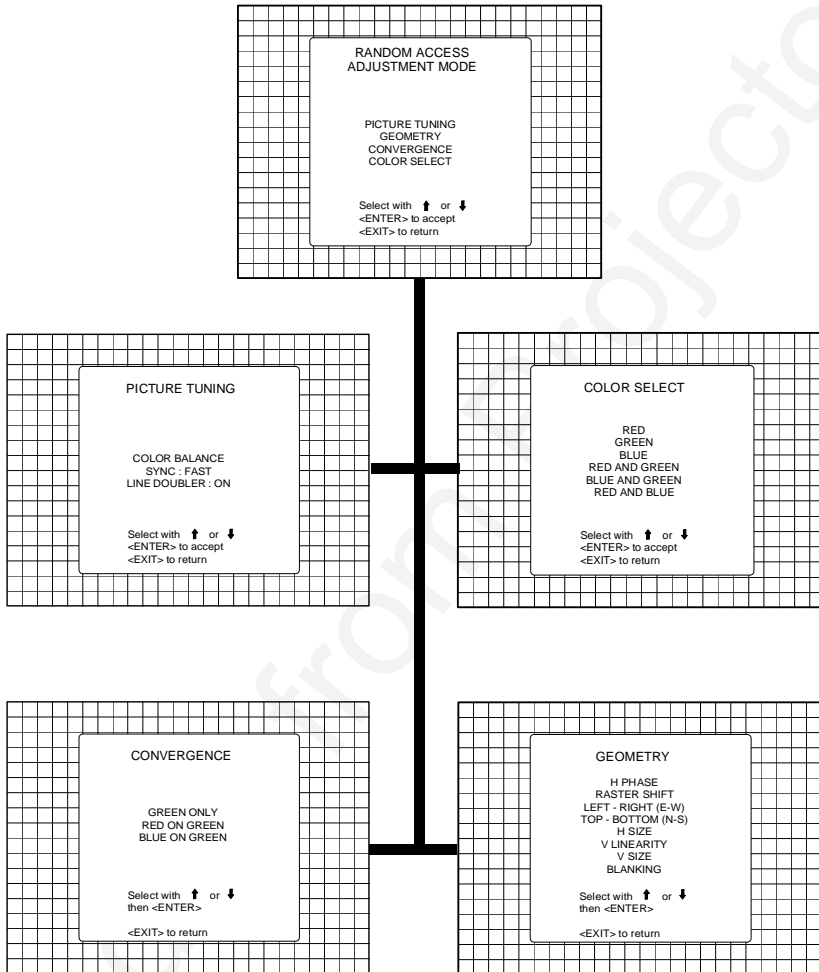 RANDOM ACCESS
ADJUSTMENT MODE
PICTURE TUNING
GEOMETRY
CONVERGENCE
COLOR SELECT
Select with ⬆ or ⬇
<ENTER> to accept
<EXIT> to return
PICTURE TUNING
COLOR BALANCE
SYNC : FAST
LINE DOUBLER : ON
Select with ⬆ or ⬇
<ENTER> to accept
<EXIT> to return
COLOR SELECT
RED
GREEN
BLUE
RED AND GREEN
BLUE AND GREEN
RED AND BLUE
Select with ⬆ or ⬇
<ENTER> to accept
<EXIT> to return
CONVERGENCE
GREEN ONLY
RED ON GREEN
BLUE ON GREEN
Select with ⬆ or ⬇
then <ENTER>
<EXIT> to return
GEOMETRY
H PHASE
RASTER SHIFT
LEFT - RIGHT (E-W)
TOP - BOTTOM (N-S)
H SIZE
V LINEARITY
V SIZE
BLANKING
Select with ⬆ or ⬇
then <ENTER>
<EXIT> to return